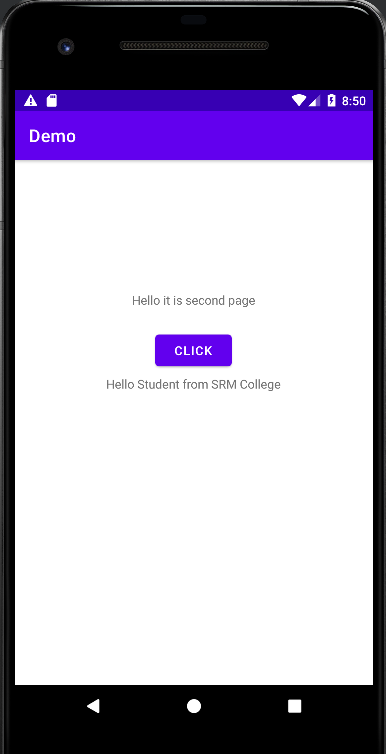 8:50
Demo
Hello it is second page
CLICK
Hello Student from SRM College